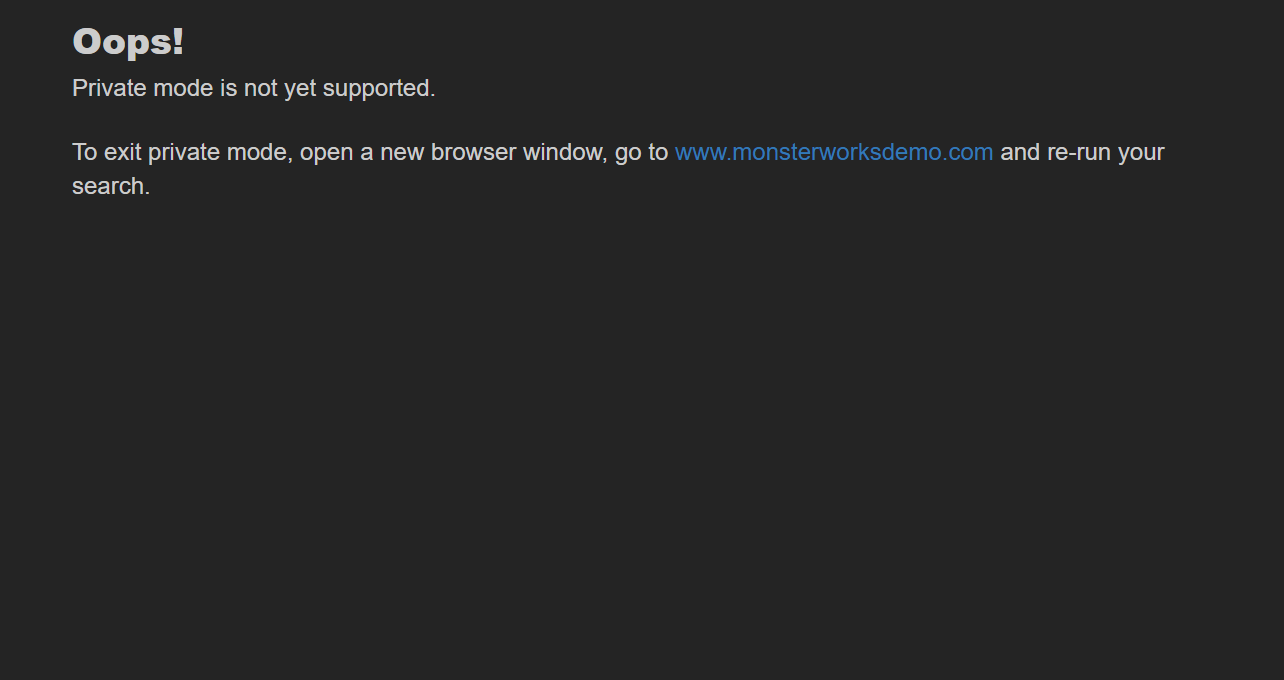 Oops!
Private mode is not yet supported.
To exit private mode, open a new browser window, go to www.monsterworksdemo.com and re-run your
search.